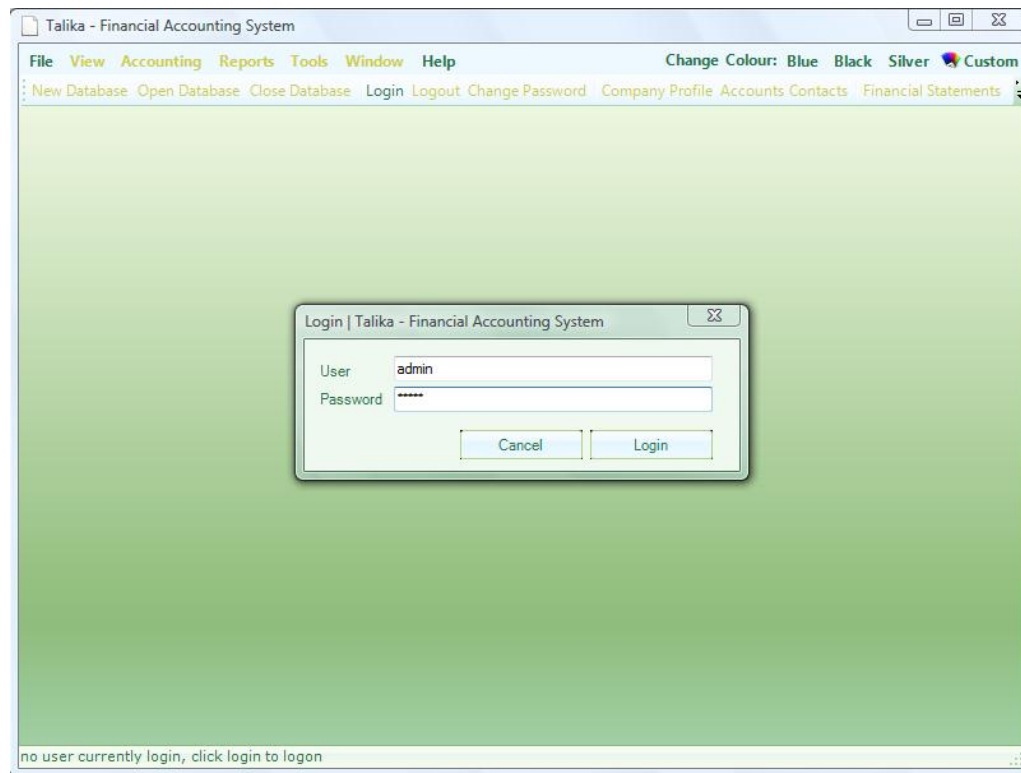 Talika - Financial Accounting System
File View Accounting Reports Tools Window Help Change Colour: Blue Black Silver Custom
New Database Open Database Close Database Login Logout Change Password Company Profile Accounts Contacts Financial Statements
Login | Talika - Financial Accounting System
User admin
Password *****
Cancel Login
no user currently login, click login to logon